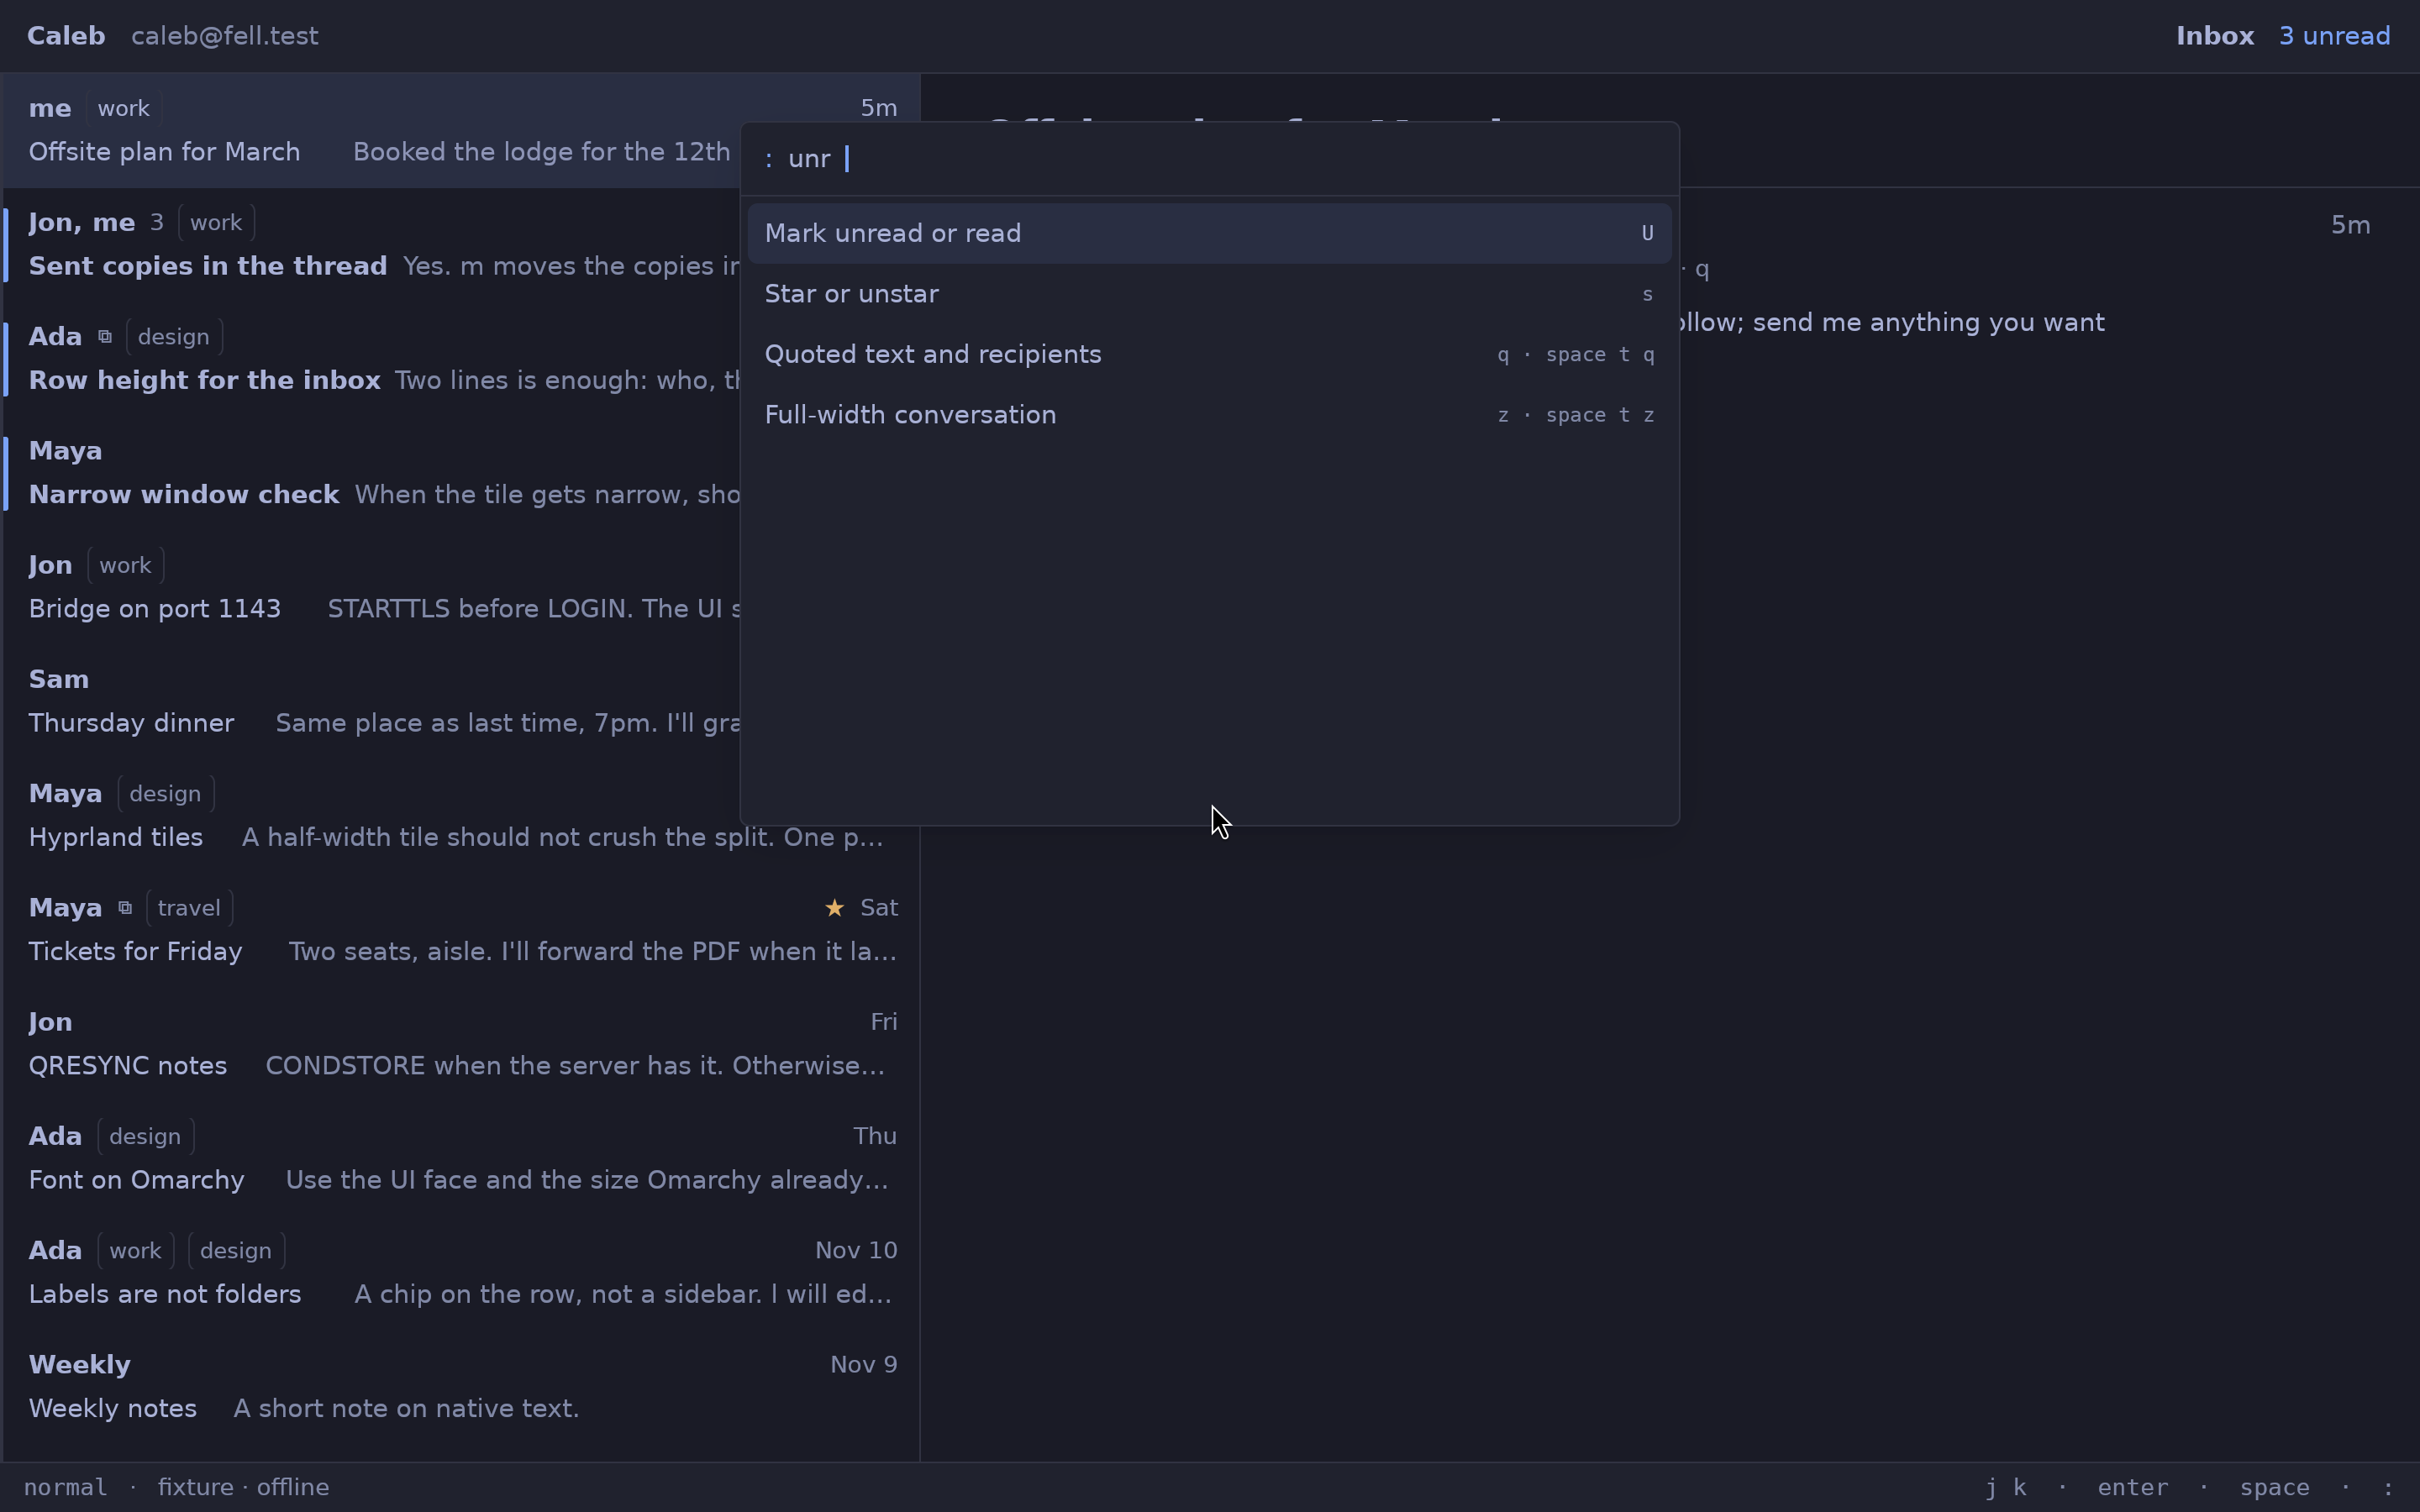 Caleb caleb@fell.test
Inbox 3 unread
me work 5m
Offsite plan for March Booked the lodge for the 12th
Jon, me 3 work
Sent copies in the thread Yes. m moves the copies
Ada design
Row height for the inbox Two lines is enough: who,
Maya
Narrow window check When the tile gets narrow,
Jon work
Bridge on port 1143 STARTTLS before LOGIN. The UI
Sam
Thursday dinner Same place as last time, 7pm. I'll
Maya design
Hyprland tiles A half-width tile should not crush the split. One p…
Maya travel ★ Sat
Tickets for Friday Two seats, aisle. I'll forward the PDF when it la…
Jon Fri
QRESYNC notes CONDSTORE when the server has it. Otherwise…
Ada design Thu
Font on Omarchy Use the UI face and the size Omarchy already…
Ada work design Nov 10
Labels are not folders A chip on the row, not a sidebar. l will ed…
Weekly Nov 9
Weekly notes A short note on native text.
: unr
Mark unread or read U
Star or unstar s
Quoted text and recipients q · space t q
Full-width conversation z · space t z
5m
· q
; send me anything you want
normal · fixture · offline
j k · enter · space · :